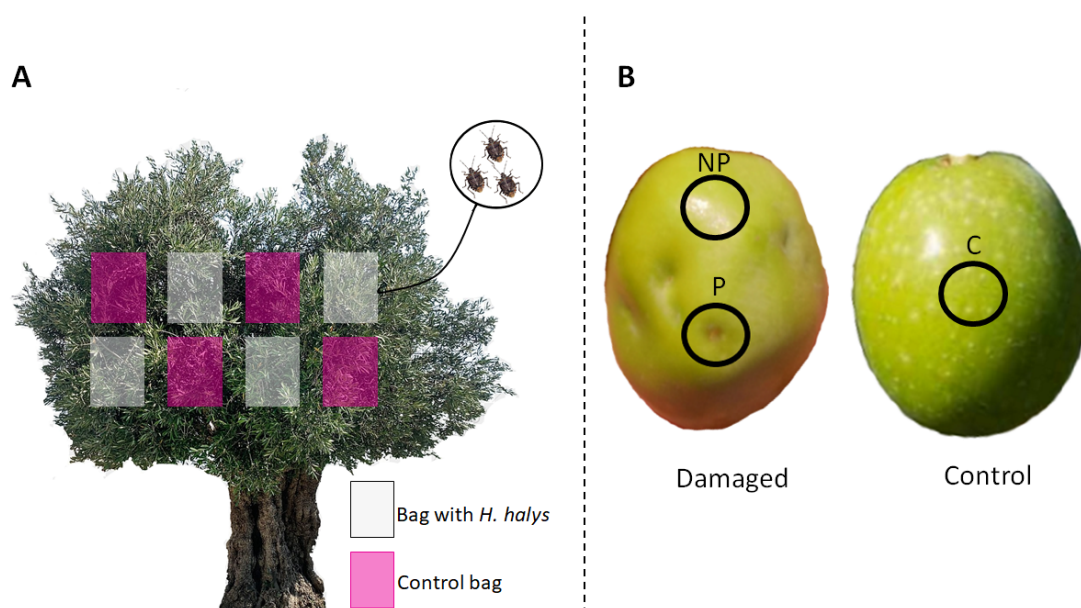 A
Bag with H. halys
Control bag
B
NP
P
C
Damaged
Control